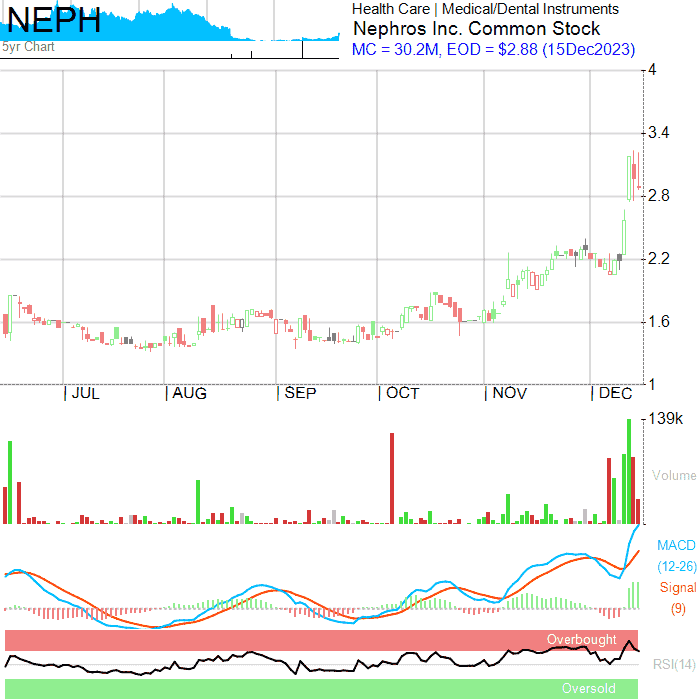 NEPH
5yr Chart
Health Care | Medical/Dental Instruments
Nephros Inc. Common Stock
MC = 30.2M, EOD = $2.88 (15Dec2023)
4
3.4
2.8
2.2
1.6
1
JUL AUG SEP OCT NOV DEC
139k
Volume
MACD
(12-26)
Signal
(9)
Overbought
RSI(14)
Oversold